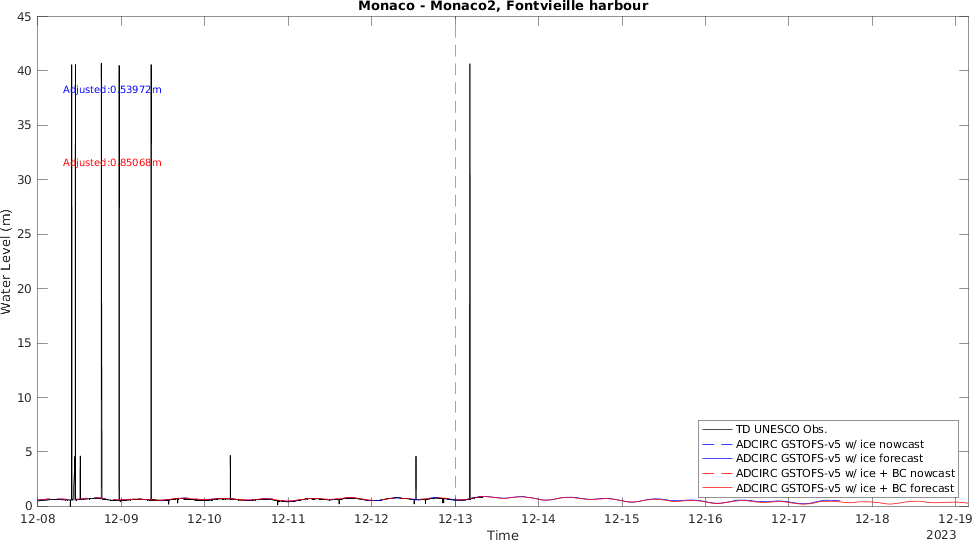 Monaco - Monaco2, Fontvieille harbour
Water Level (m)
45
40
35
30
25
20
15
10
5
0
Adjusted:0.53972m
Adjusted:0.85068m
TD UNESCO Obs.
ADCIRC GSTOFS-v5 w/ ice nowcast
ADCIRC GSTOFS-v5 w/ ice forecast
ADCIRC GSTOFS-v5 w/ ice + BC nowcast
ADCIRC GSTOFS-v5 w/ ice + BC forecast
12-08 12-09 12-10 12-11 12-12 12-13 12-14 12-15 12-16 12-17 12-18 12-19
Time
2023